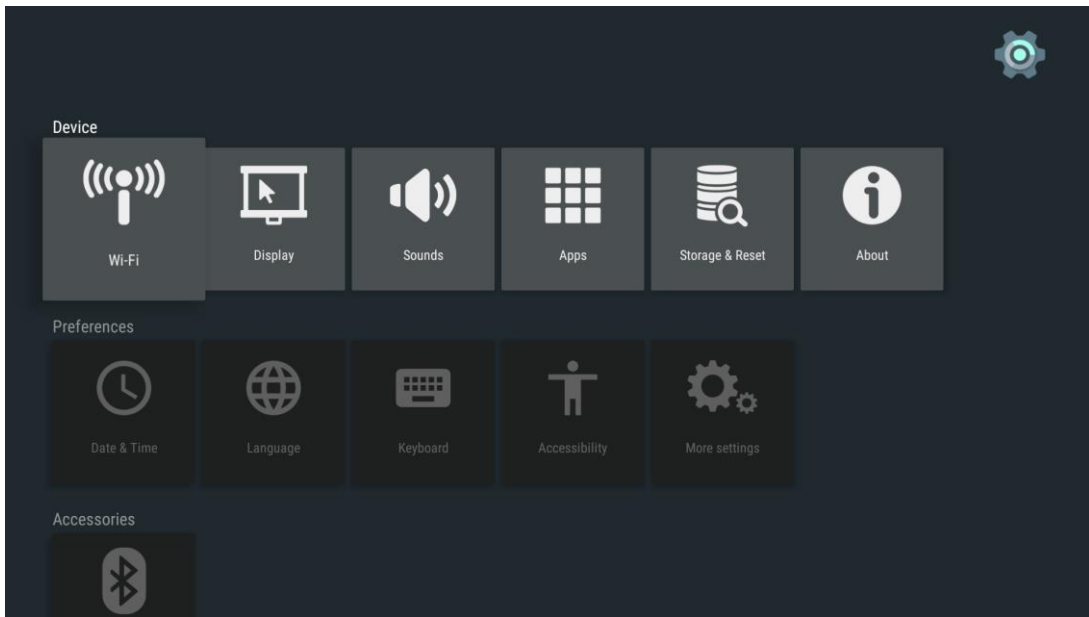 Device
Wi-Fi
Display
Sounds
Apps
Storage & Reset
About
Preferences
Date & Time
Language
Keyboard
Accessibility
More settings
Accessories